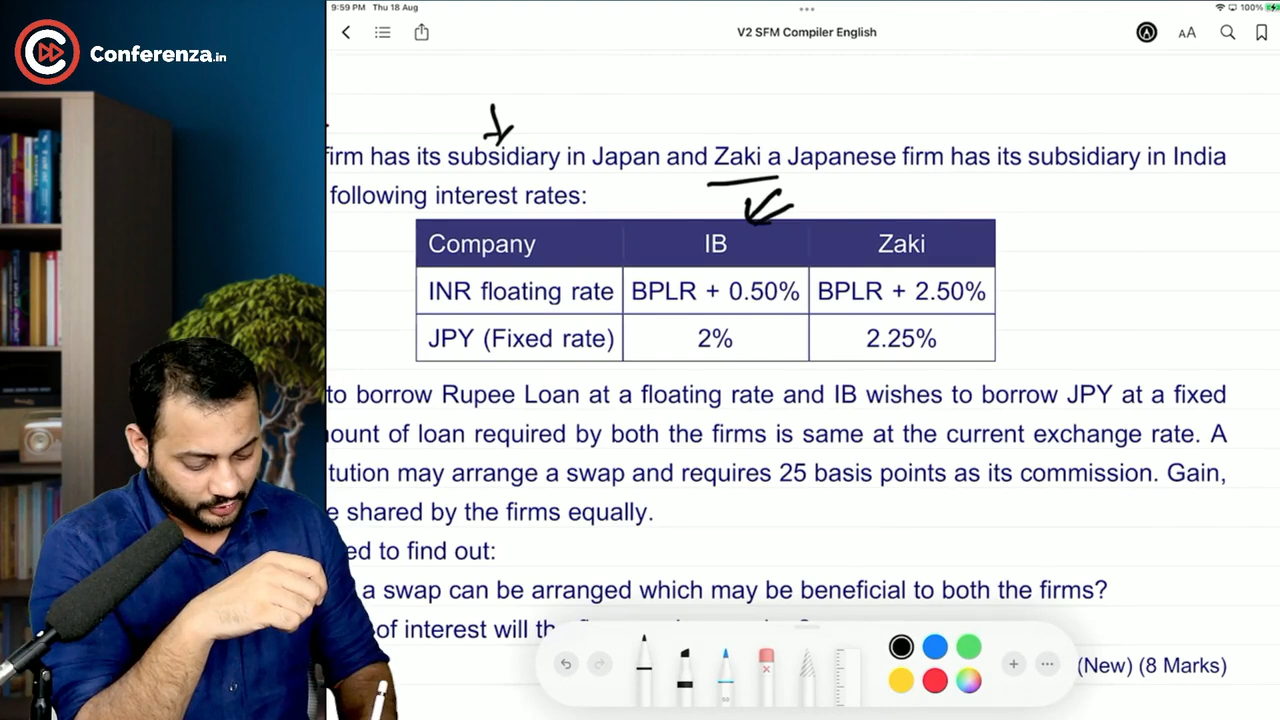 9:59 PM Thu 18 Aug
100%
V2 SFM Compiler English
AA
Conferenza.in
firm has its subsidiary in Japan and Zaki a Japanese firm has its subsidiary in India
following interest rates:
Company IB Zaki
INR floating rate BPLR + 0.50% BPLR + 2.50%
JPY (Fixed rate) 2% 2.25%
to borrow Rupee Loan at a floating rate and IB wishes to borrow JPY at a fixed
ount of loan required by both the firms is same at the current exchange rate. A
itution may arrange a swap and requires 25 basis points as its commission. Gain,
e shared by the firms equally.
ed to find out:
a swap can be arranged which may be beneficial to both the firms?
of interest will th
(New) (8 Marks)